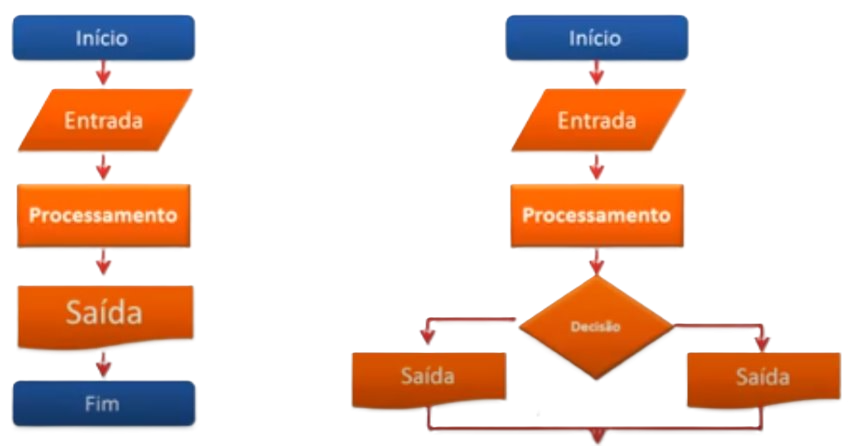 Início
Entrada
Processamento
Saída
Fim
Início
Entrada
Processamento
Decisão
Saída
Saída